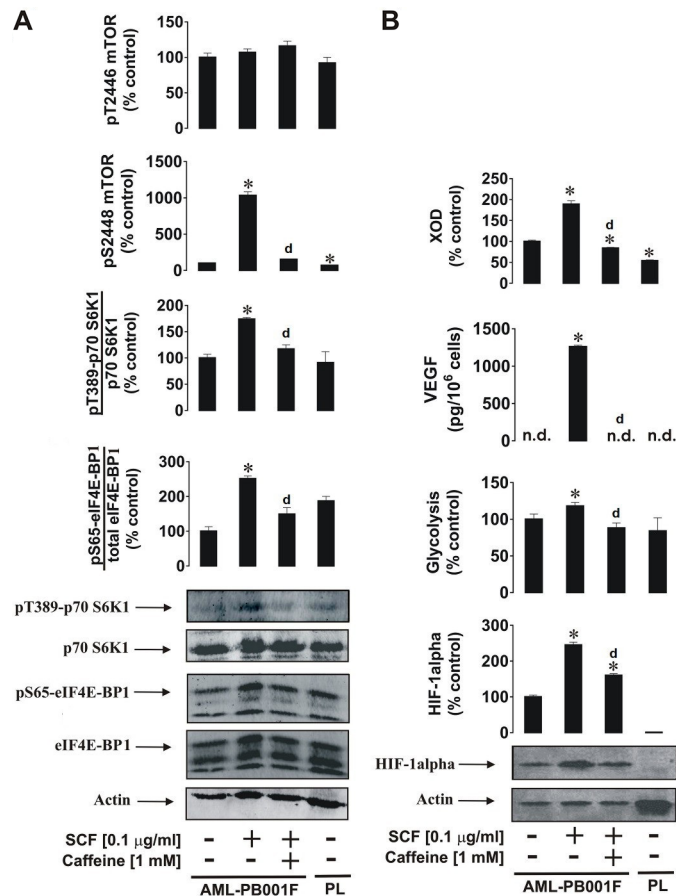 A
pT2446 mTOR
(% control)
150
100
50
0
pS2448 mTOR
(% control)
1500
1000
500
0
*
d
*
pT389-p70 S6K1
p70 S6K1
(% control)
200
150
100
50
0
*
d
pS65-eIF4E-BP1
total eIF4E-BP1
(% control)
300
200
100
0
*
d
pT389-p70 S6K1
p70 S6K1
pS65-eIF4E-BP1
eIF4E-BP1
Actin
SCF [0.1 µg/ml] - + + -
Caffeine [1 mM] - - + -
AML-PB001F PL
B
XOD
(% control)
250
200
150
100
50
0
*
d
*
*
VEGF
(pg/10⁶ cells)
1500
1000
500
0
n.d.
*
d
n.d.
n.d.
Glycolysis
(% control)
150
100
50
0
*
d
HIF-1alpha
(% control)
300
200
100
0
*
d
*
HIF-1alpha
Actin
SCF [0.1 µg/ml] - + + -
Caffeine [1 mM] - - + -
AML-PB001F PL